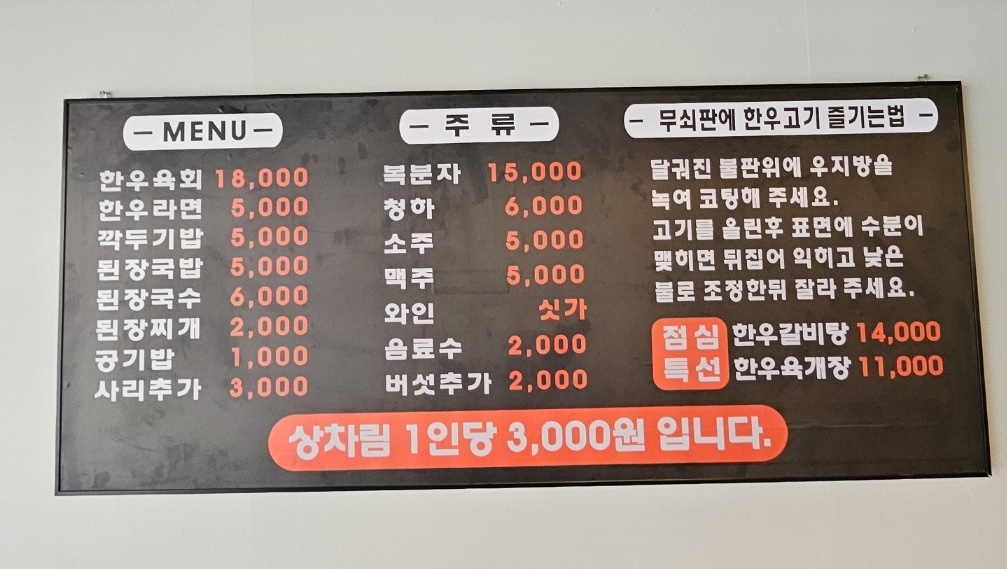 — MENU —
한우육회 18,000
한우라면 5,000
깍두기밥 5,000
된장국밥 5,000
된장국수 6,000
된장찌개 2,000
공기밥 1,000
사리추가 3,000
— 주 류 —
복분자 15,000
청하 6,000
소주 5,000
맥주 5,000
와인 싯가
음료수 2,000
버섯추가 2,000
— 무쇠판에 한우고기 즐기는법 —
달궈진 불판위에 우지방을
녹여 코팅해 주세요.
고기를 올린후 표면에 수분이
맺히면 뒤집어 익히고 낮은
불로 조정한뒤 잘라 주세요.
점심 한우갈비탕 14,000
특선 한우육개장 11,000
상차림 1인당 3,000원 입니다.